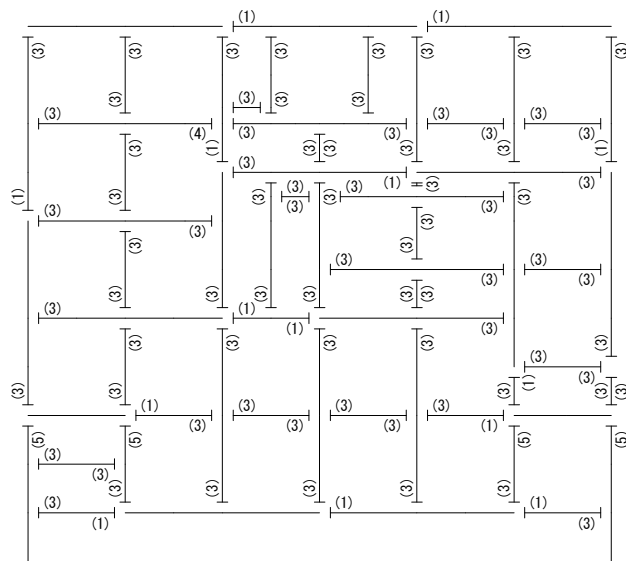 (1) (1)
(3) (3) (3) (3) (3) (3) (3)
(3) (3) (3) (3)
(3) (3) (3) (3)
(4) (3) (3) (3) (3)
(3) (1) (3) (3) (3) (3) (1)
(3) (1) (3) (3)
(1) (3) (3) (3) (3) (3) (3) (3) (3)
(3) (3) (3)
(3) (3) (3)
(3) (3) (3)
(3) (3) (3) (3) (3) (3)
(3) (1) (1) (3)
(3) (3) (3) (3) (3) (3)
(3) (3)
(3) (3) (3) (1) (3) (3)
(1) (3) (3) (3)
(3) (3) (3) (1)
(5) (5) (5) (5)
(3) (3)
(3) (3) (3) (3) (3)
(3) (1) (1)
(1) (3)